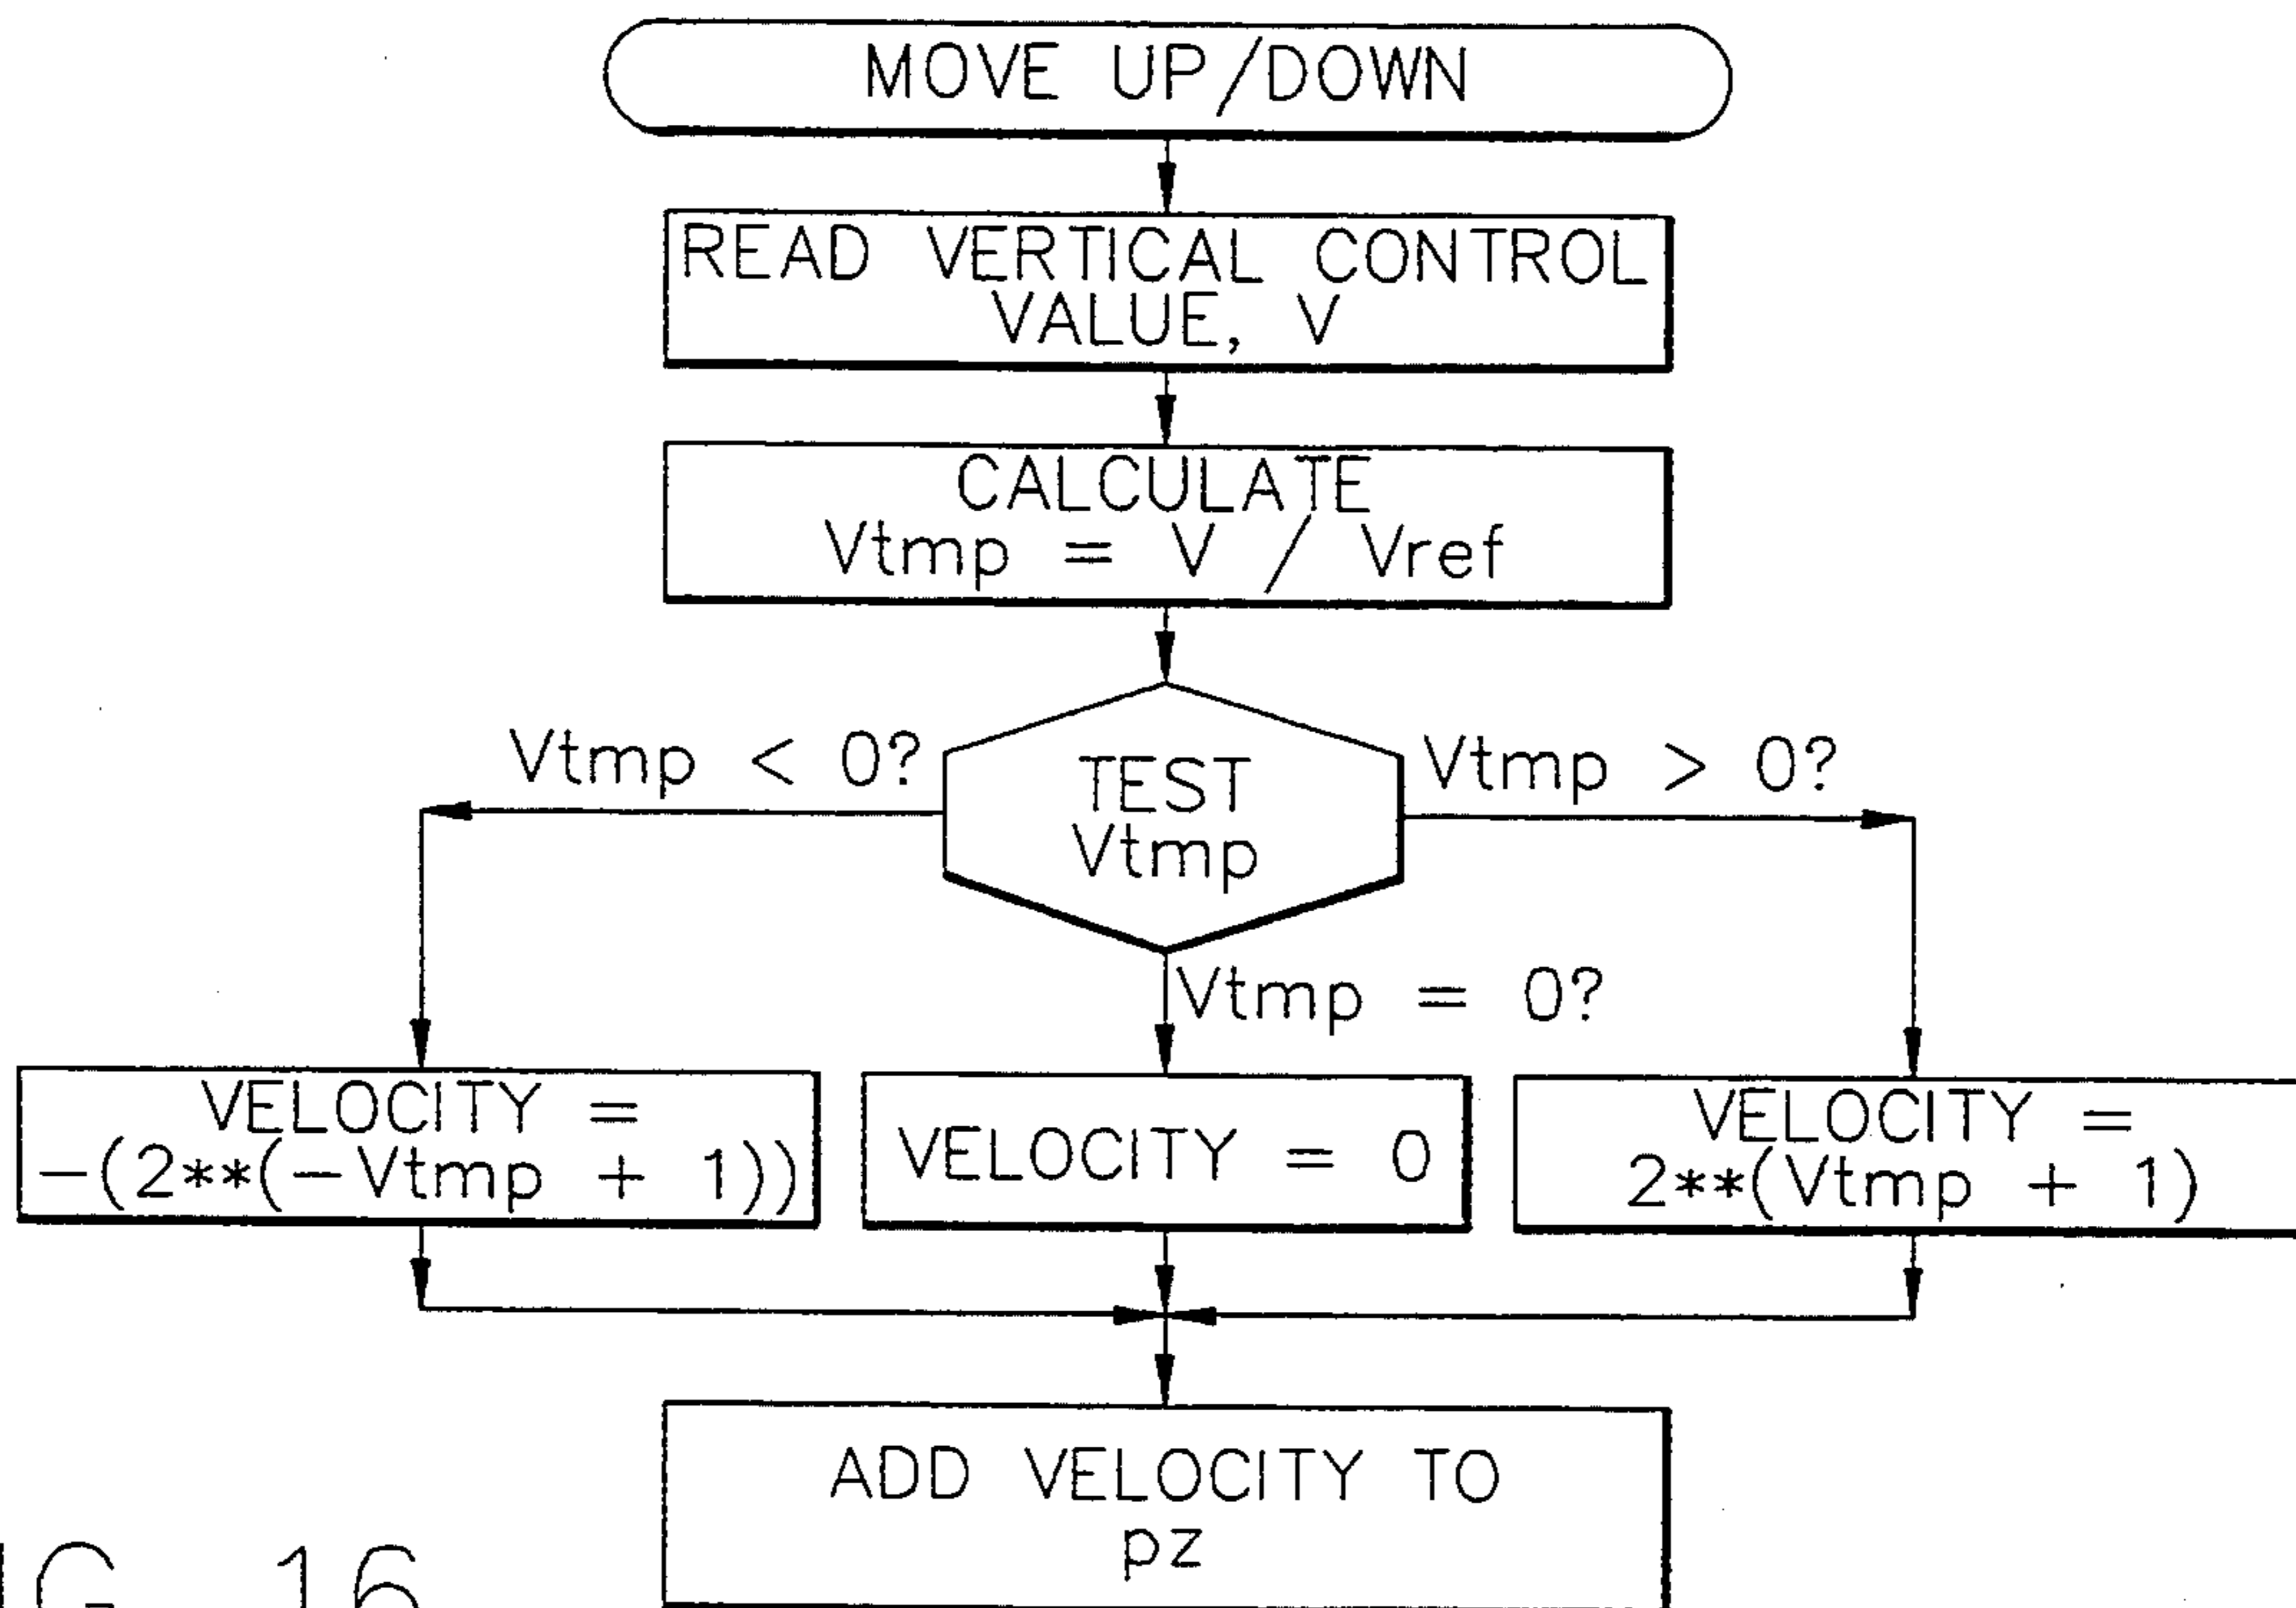 MOVE UP/DOWN
READ VERTICAL CONTROL
VALUE, V
CALCULATE
Vtmp = V / Vref
Vtmp < 0?
TEST
Vtmp
Vtmp > 0?
Vtmp = 0?
VELOCITY =
-(2**(-Vtmp + 1))
VELOCITY = 0
VELOCITY =
2**(Vtmp + 1)
ADD VELOCITY TO
pz
16